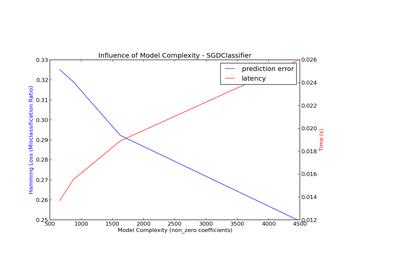 Influence of Model Complexity - SGDClassifier
prediction error
latency
0.33
0.32
0.31
0.30
0.29
0.28
0.27
0.26
0.25
Hamming Loss (Misclassification Ratio)
0.026
0.024
0.022
0.020
0.018
0.016
0.014
0.012
Time (s)
500 1000 1500 2000 2500 3000 3500 4000 4500
Model Complexity (non_zero coefficients)